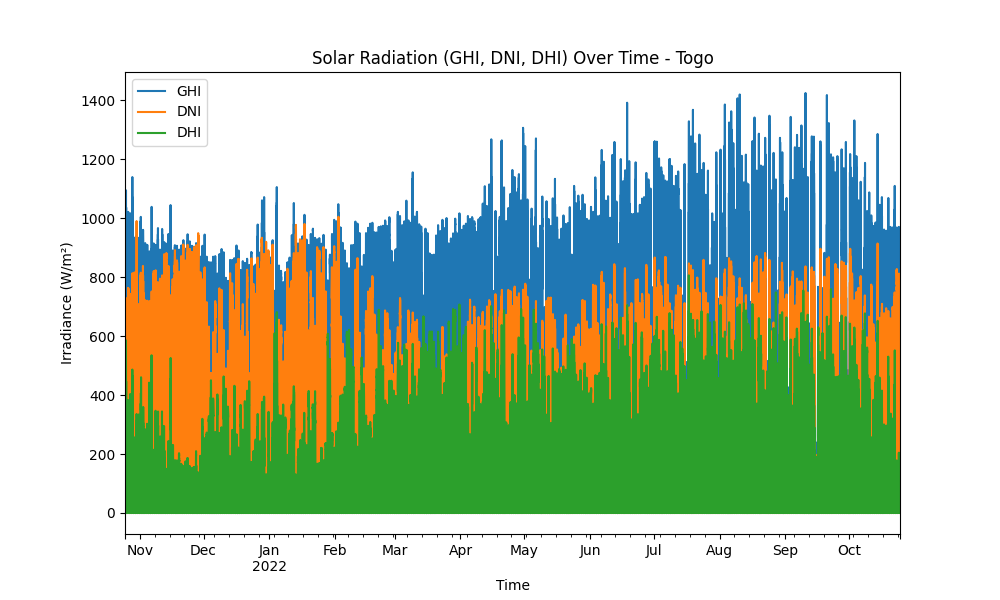 Solar Radiation (GHI, DNI, DHI) Over Time - Togo
GHI
DNI
DHI
1400
1200
1000
800
600
400
200
0
Irradiance (W/m²)
Nov Dec Jan Feb Mar Apr May Jun Jul Aug Sep Oct
2022
Time